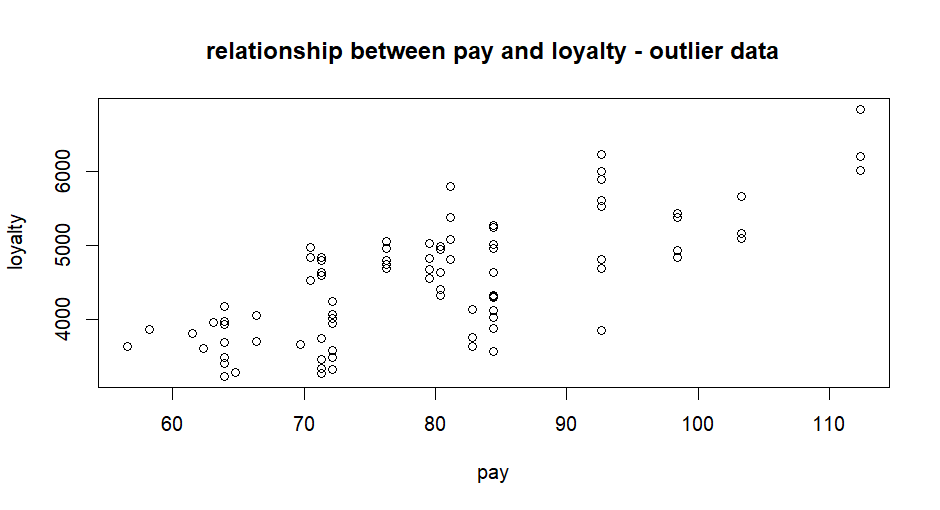 relationship between pay and loyalty - outlier data
loyalty
6000
5000
4000
60 70 80 90 100 110
pay